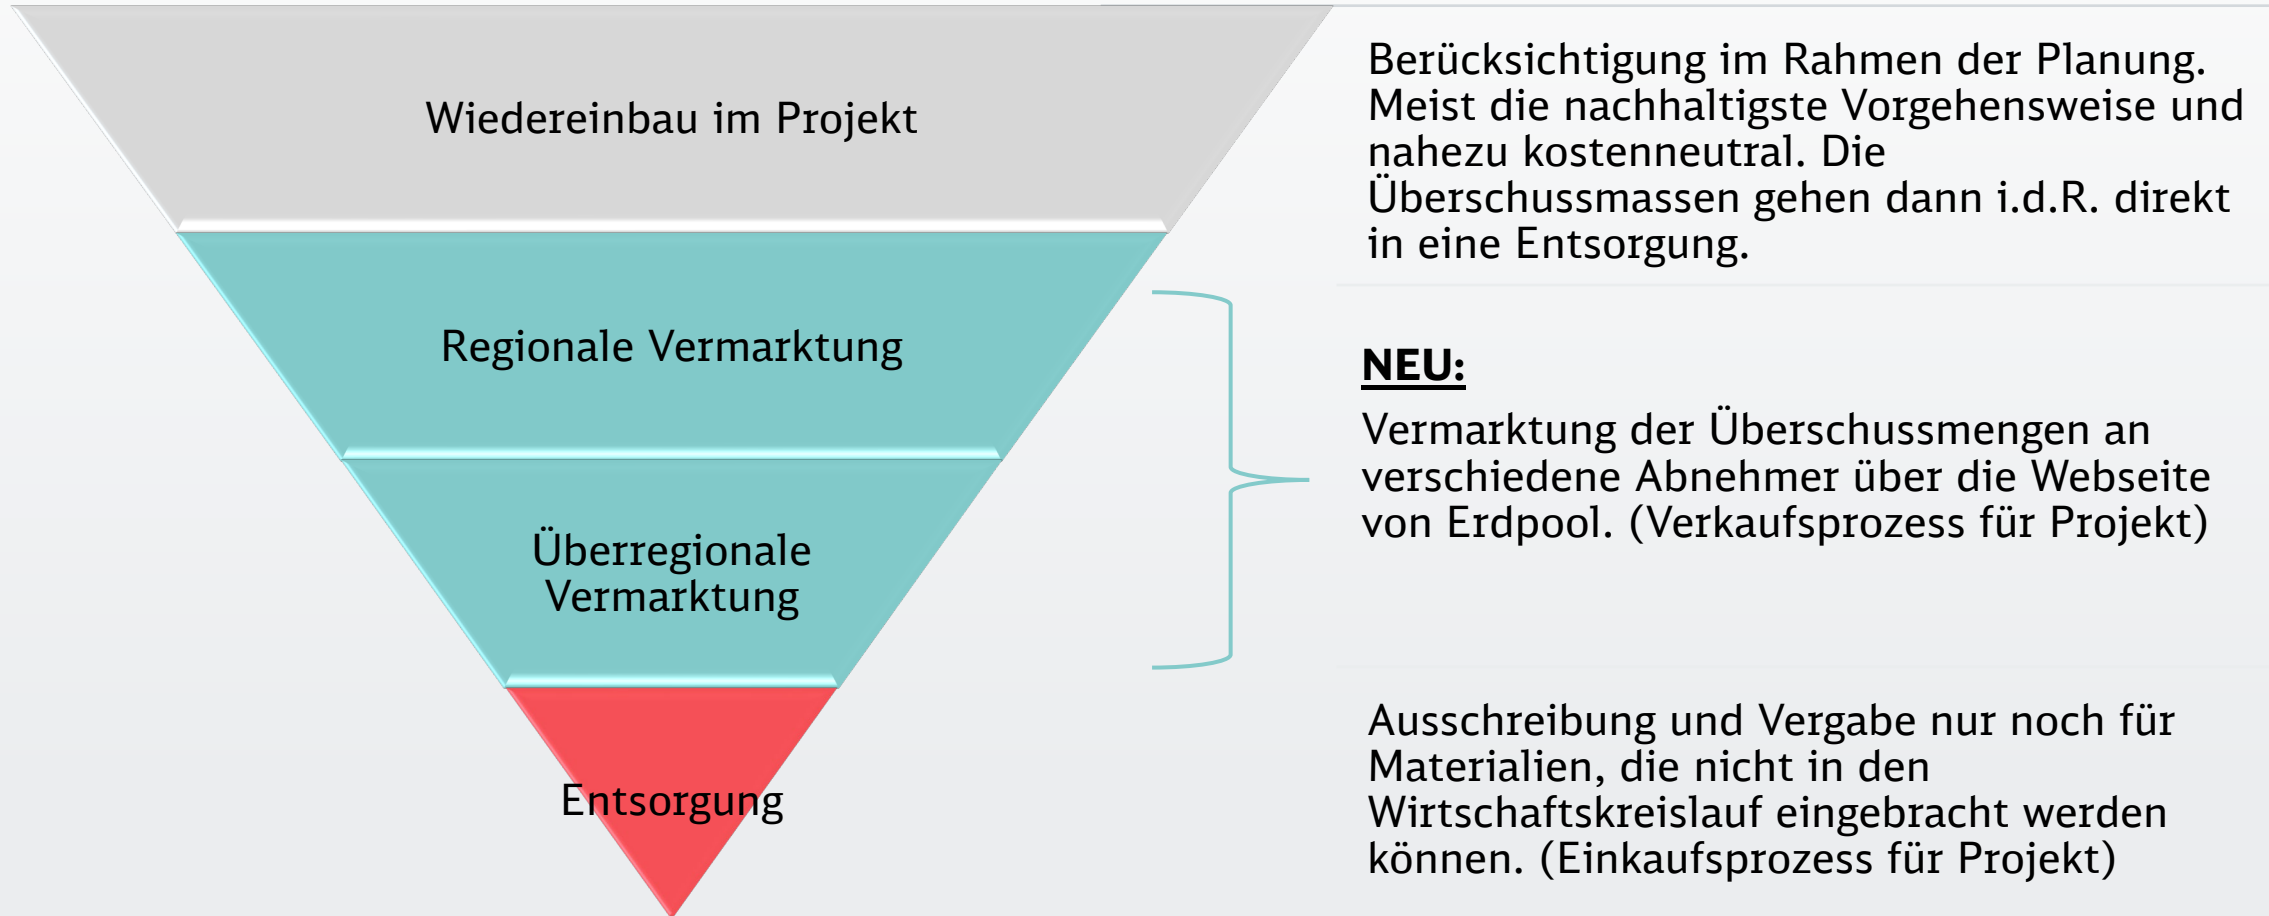 Wiedereinbau im Projekt
Berücksichtigung im Rahmen der Planung.
Meist die nachhaltigste Vorgehensweise und
nahezu kostenneutral. Die
Überschussmassen gehen dann i.d.R. direkt
in eine Entsorgung.
Regionale Vermarktung
Überregionale
Vermarktung
NEU:
Vermarktung der Überschussmengen an
verschiedene Abnehmer über die Webseite
von Erdpool. (Verkaufsprozess für Projekt)
Entsorgung
Ausschreibung und Vergabe nur noch für
Materialien, die nicht in den
Wirtschaftskreislauf eingebracht werden
können. (Einkaufsprozess für Projekt)